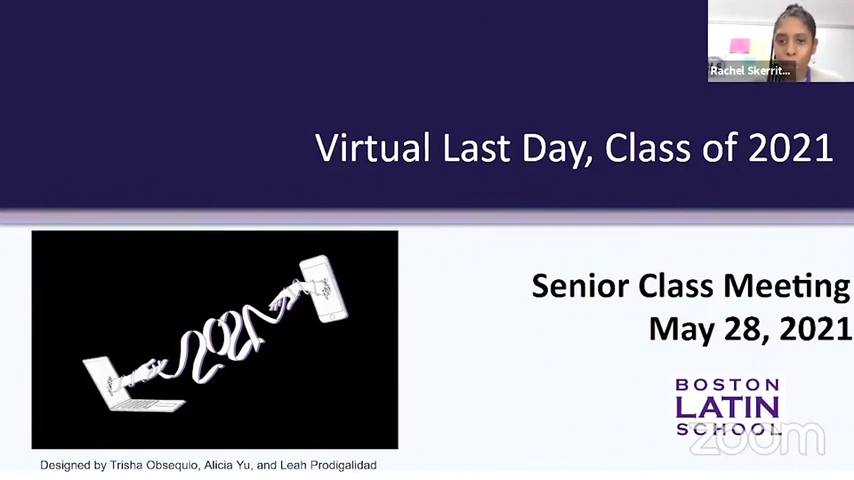 Rachel Skerrit...
Virtual Last Day, Class of 2021
2021
Senior Class Meeting
May 28, 2021
BOSTON
LATIN
SCHOOL
zoom
Designed by Trisha Obsequio, Alicia Yu, and Leah Prodigalidad